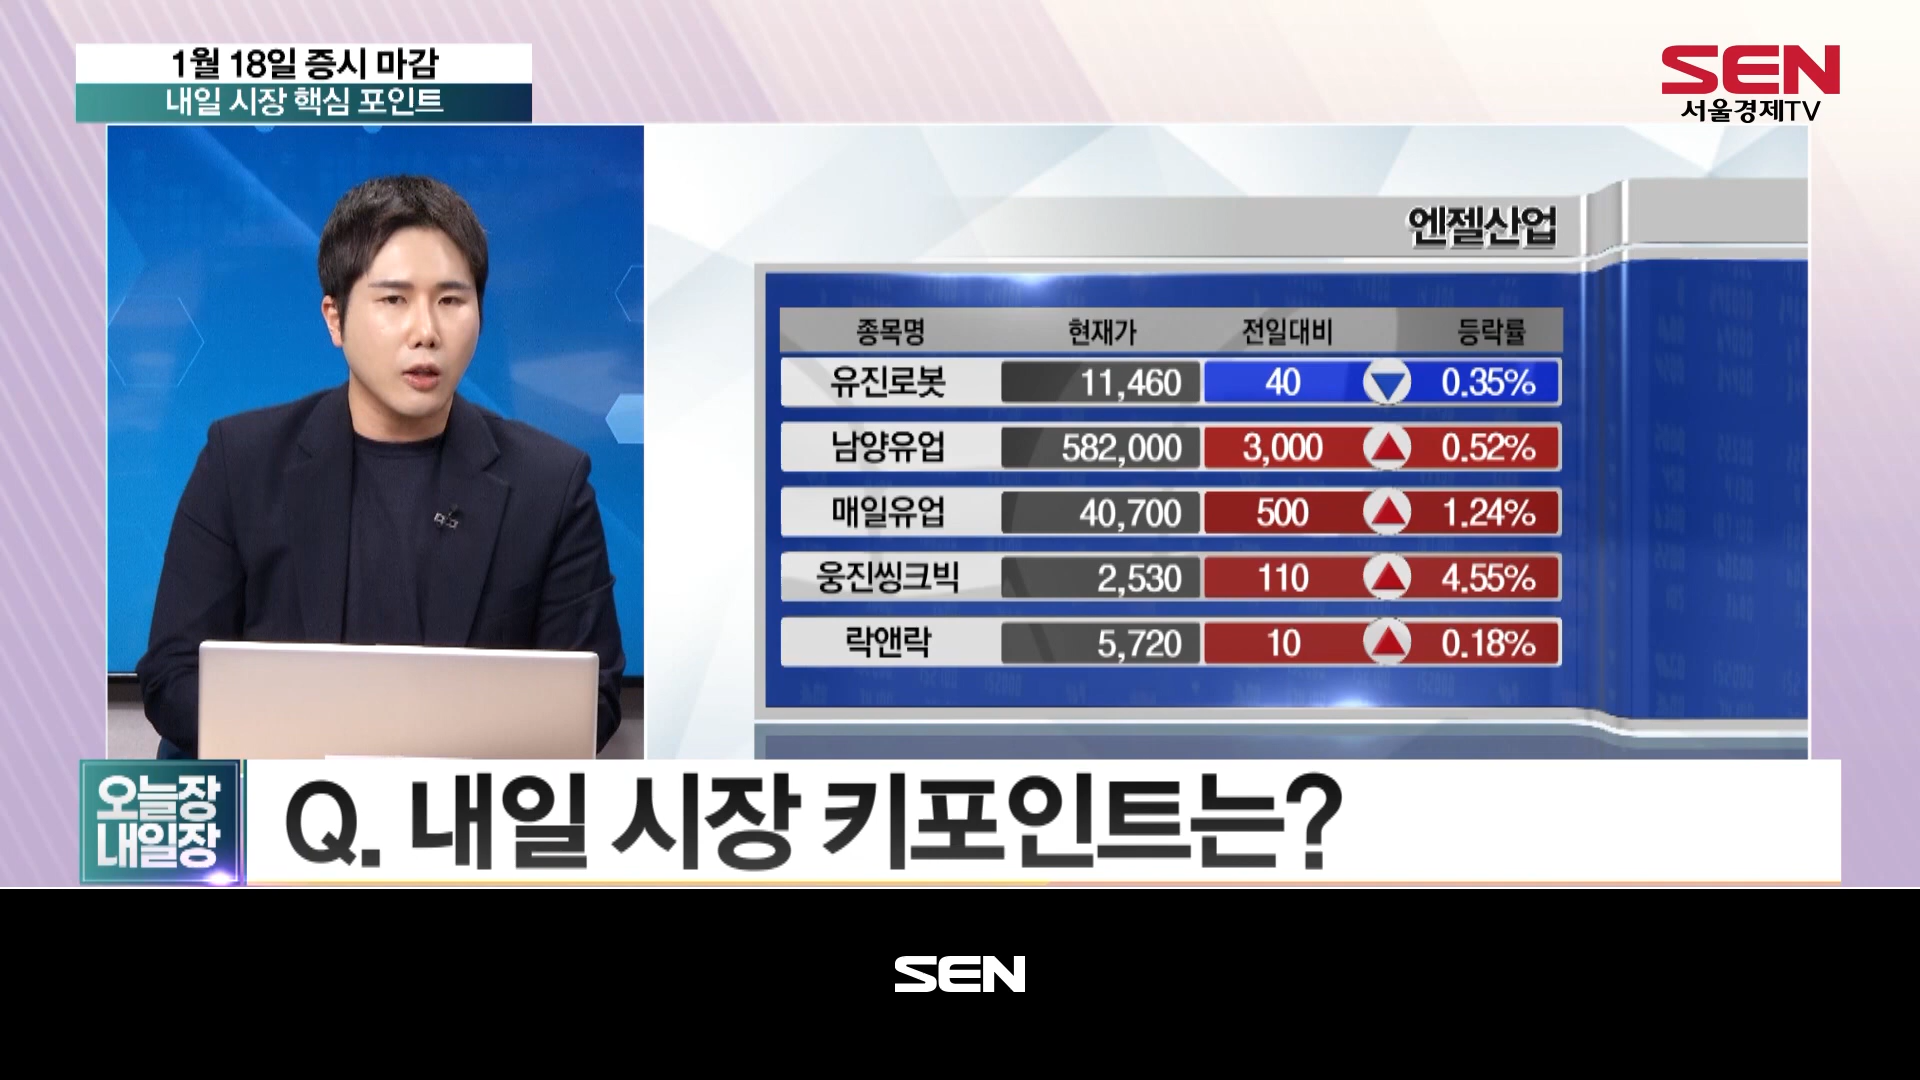 1월 18일 증시 마감
내일 시장 핵심 포인트
SEN
서울경제TV
엔젤산업
종목명 현재가 전일대비 등락률
유진로봇 11,460 40 ▼ 0.35%
남양유업 582,000 3,000 ▲ 0.52%
매일유업 40,700 500 ▲ 1.24%
웅진씽크빅 2,530 110 ▲ 4.55%
락앤락 5,720 10 ▲ 0.18%
오늘장
내일장
Q. 내일 시장 키포인트는?
SEN